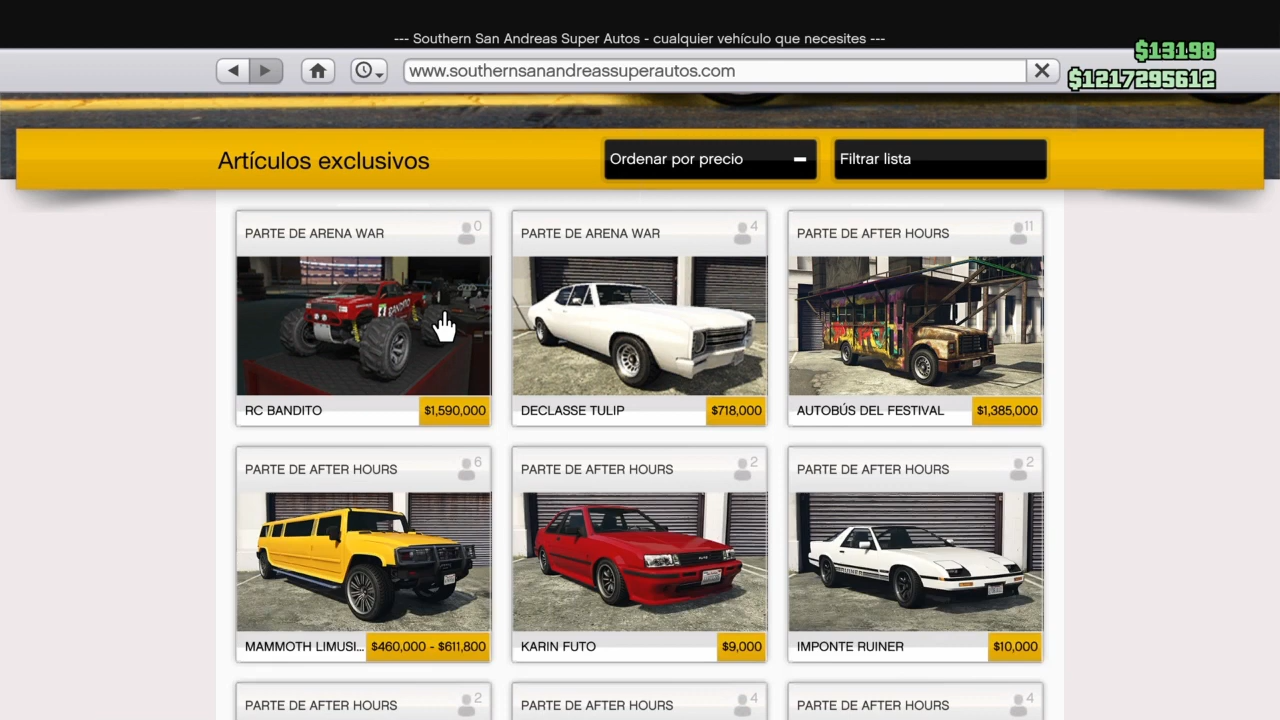 --- Southern San Andreas Super Autos - cualquier vehículo que necesites ---
www.southernsanandreassuperautos.com
$13198
$1217295612
Artículos exclusivos
Ordenar por precio
Filtrar lista
PARTE DE ARENA WAR 0
PARTE DE ARENA WAR 4
PARTE DE AFTER HOURS 11
BANDITO
RC BANDITO $1,590,000
DECLASSE TULIP $718,000
AUTOBÚS DEL FESTIVAL $1,385,000
PARTE DE AFTER HOURS 6
PARTE DE AFTER HOURS 2
PARTE DE AFTER HOURS 2
MAMMOTH LIMUSI... $460,000 - $611,800
KARIN FUTO $9,000
IMPONTE RUINER $10,000
PARTE DE AFTER HOURS 2
PARTE DE AFTER HOURS 4
PARTE DE AFTER HOURS 4